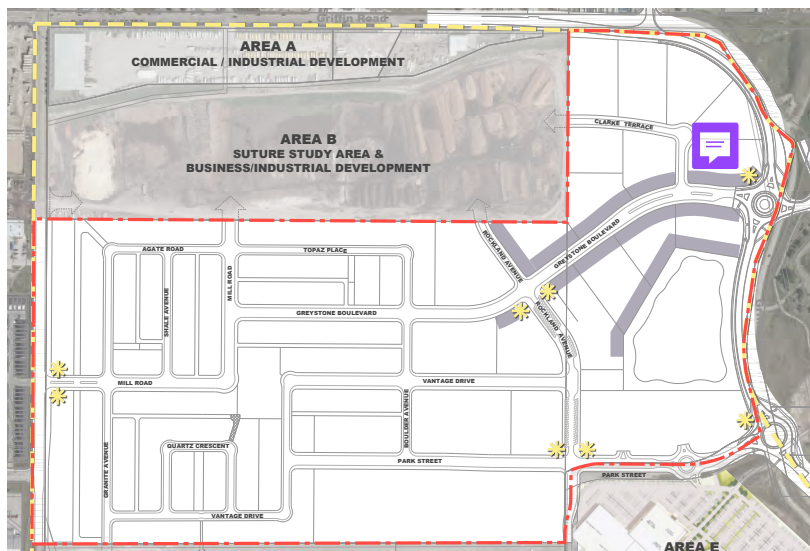 Griffin Road
AREA A
COMMERCIAL / INDUSTRIAL DEVELOPMENT
CLARKE TERRACE
AREA B
SUTURE STUDY AREA &
BUSINESS/INDUSTRIAL DEVELOPMENT
AGATE ROAD
TOPAZ PLACE
ROCKLAND AVENUE
GREYSTONE BOULEVARD
SHALE AVENUE
MILL ROAD
GREYSTONE BOULEVARD
ROCKLAND AVENUE
MILL ROAD
VANTAGE DRIVE
BOULDER AVENUE
QUARTZ CRESCENT
GRANITE AVENUE
PARK STREET
PARK STREET
VANTAGE DRIVE
AREA E